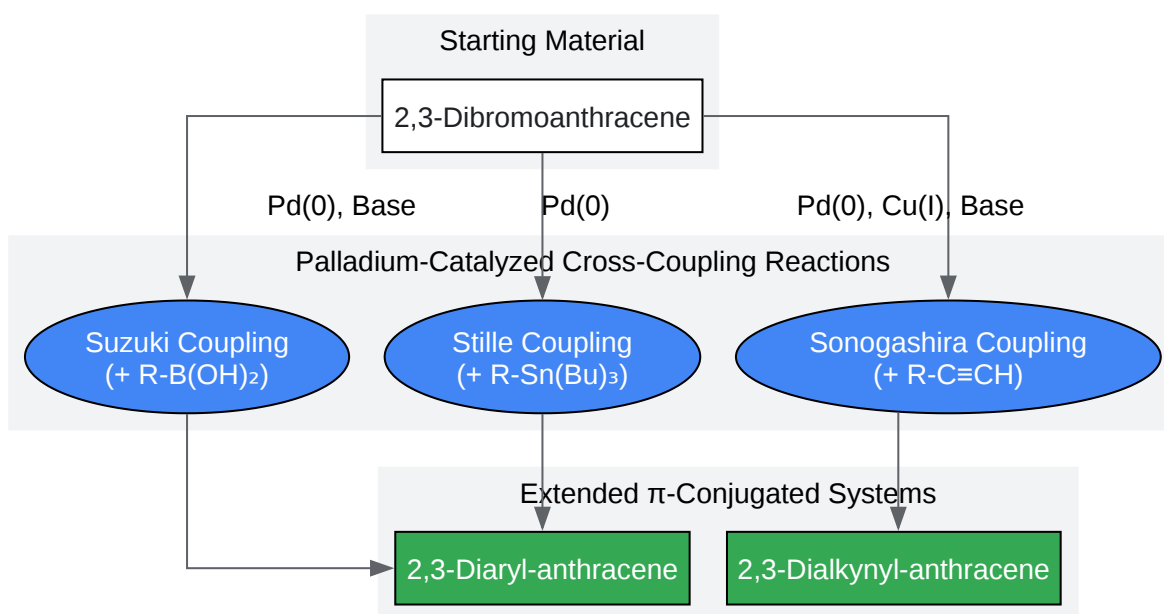 Starting Material
2,3-Dibromoanthracene
Pd(0), Base
Pd(0)
Pd(0), Cu(I), Base
Palladium-Catalyzed Cross-Coupling Reactions
Suzuki Coupling
(+ R-B(OH)₂)
Stille Coupling
(+ R-Sn(Bu)₃)
Sonogashira Coupling
(+ R-C≡CH)
Extended π-Conjugated Systems
2,3-Diaryl-anthracene
2,3-Dialkynyl-anthracene